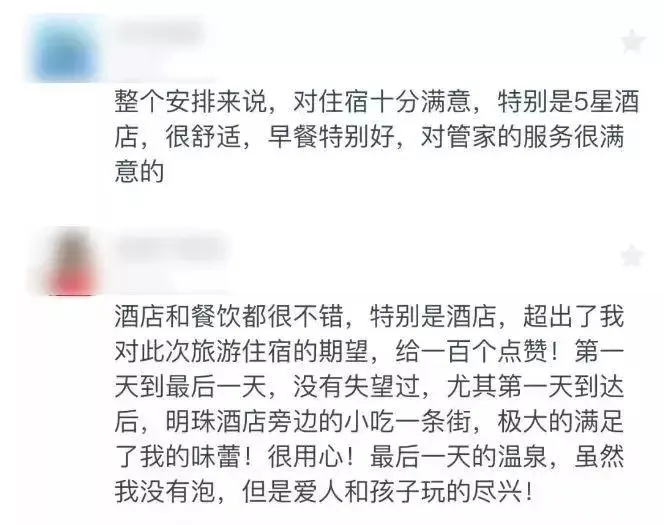 整个安排来说，对住宿十分满意，特别是5星酒
店，很舒适，早餐特别好，对管家的服务很满
意的
酒店和餐饮都很不错，特别是酒店，超出了我
对此次旅游住宿的期望，给一百个点赞！第一
天到最后一天，没有失望过，尤其第一天到达
后，明珠酒店旁边的小吃一条街，极大的满足
了我的味蕾！很用心！最后一天的温泉，虽然
我没有泡，但是爱人和孩子玩的尽兴！